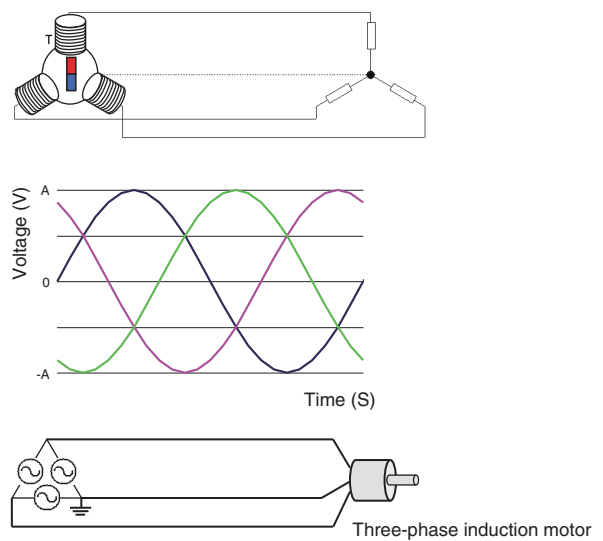 T
Voltage (V)
A
0
-A
Time (S)
Three-phase induction motor